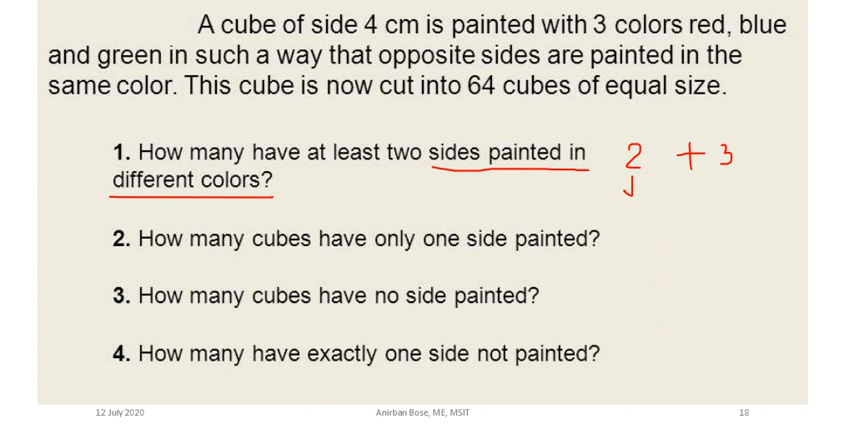 A cube of side 4 cm is painted with 3 colors red, blue
and green in such a way that opposite sides are painted in the
same color. This cube is now cut into 64 cubes of equal size.
1. How many have at least two sides painted in
different colors?
2 + 3
2. How many cubes have only one side painted?
3. How many cubes have no side painted?
4. How many have exactly one side not painted?
12 July 2020
Anirban Bose, ME, MSIT
18